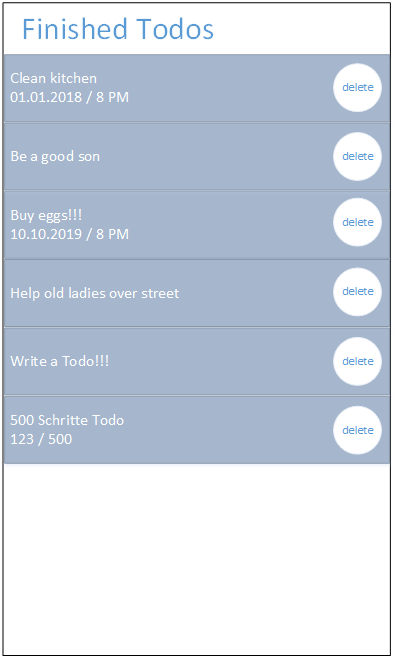 Finished Todos
Clean kitchen
01.01.2018 / 8 PM
delete
Be a good son
delete
Buy eggs!!!
10.10.2019 / 8 PM
delete
Help old ladies over street
delete
Write a Todo!!!
delete
500 Schritte Todo
123 / 500
delete